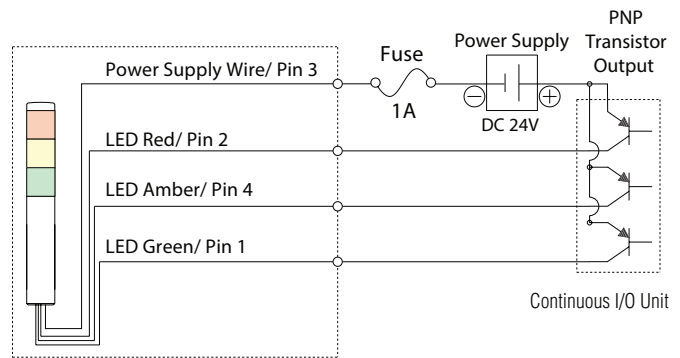 PNP
Transistor
Output
Power Supply
Fuse
Power Supply Wire/ Pin 3
1A
DC 24V
LED Red/ Pin 2
LED Amber/ Pin 4
LED Green/ Pin 1
Continuous I/O Unit